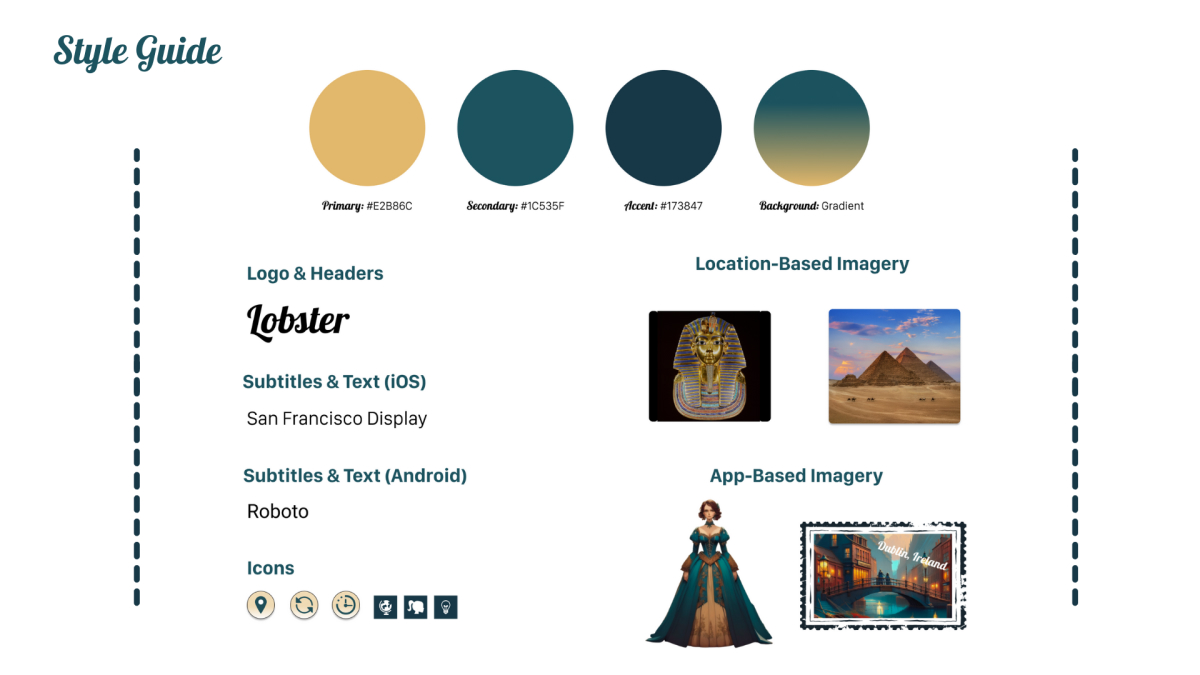 Style Guide
Primary: #E2B86C
Secondary: #1C535F
Accent: #173847
Background: Gradient
Logo & Headers
Lobster
Subtitles & Text (iOS)
San Francisco Display
Subtitles & Text (Android)
Roboto
Icons
Location-Based Imagery
App-Based Imagery
Dublin, Ireland